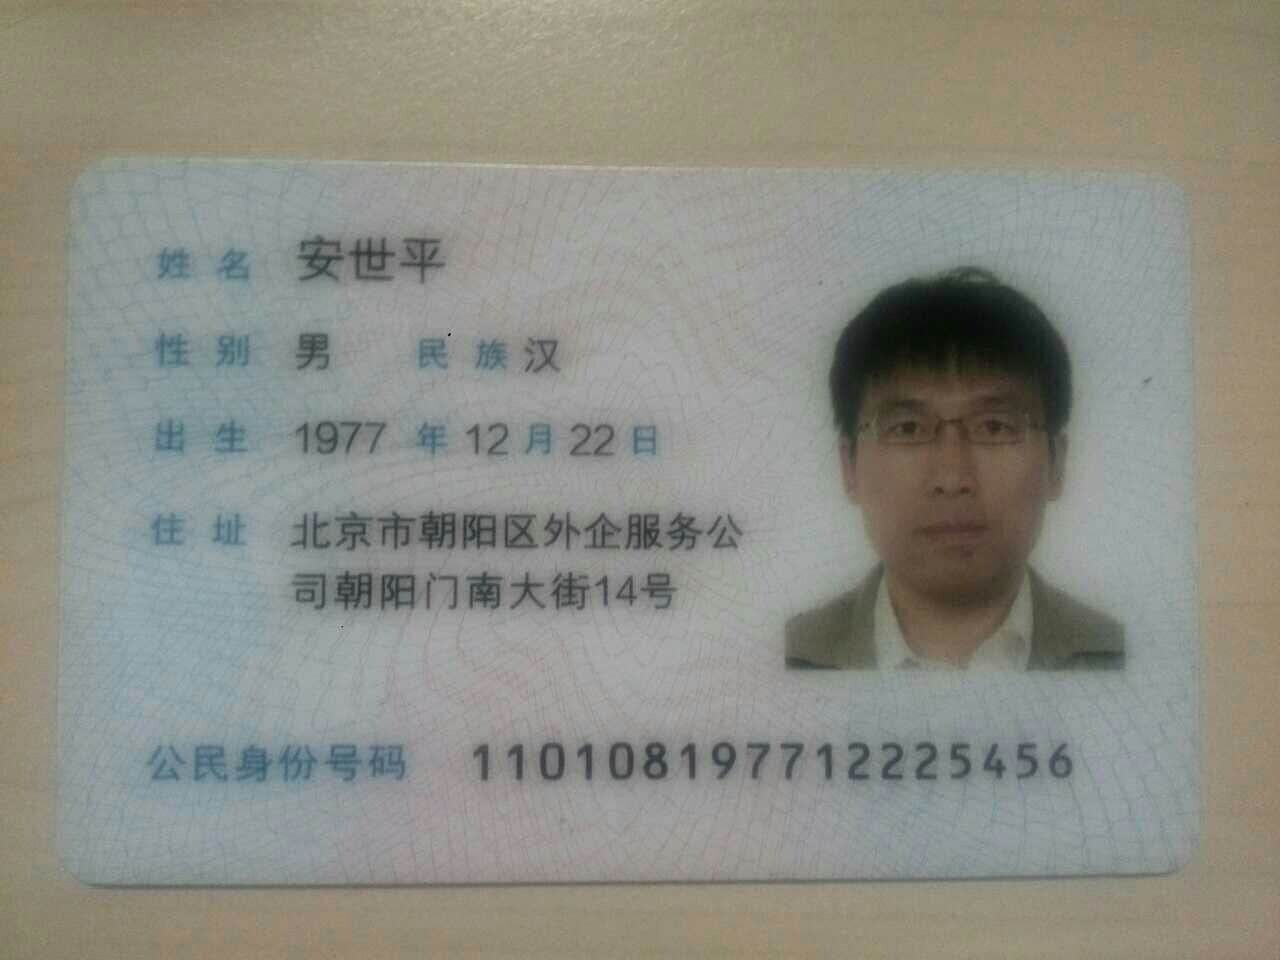 姓名 安世平
性别 男 民族 汉
出生 1977 年 12 月 22 日
住址 北京市朝阳区外企服务公
司朝阳门南大街14号
公民身份号码 110108197712225456